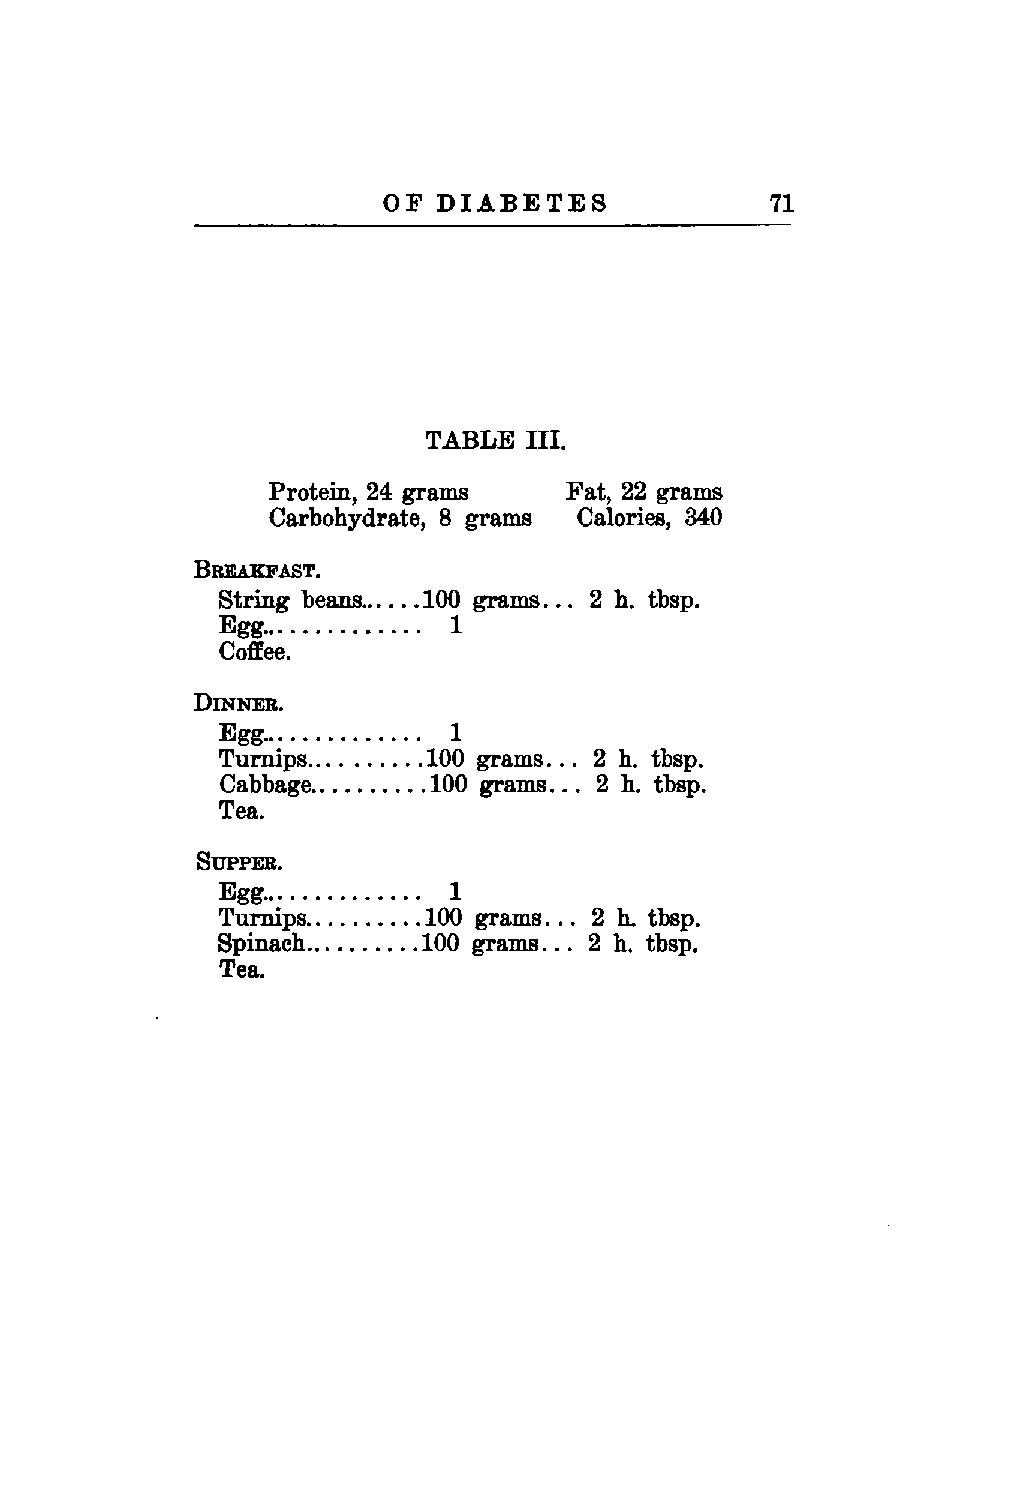 OF DIABETES 71
TABLE III.
Protein, 24 grams Fat, 22 grams
Carbohydrate, 8 grams Calories, 340
BREAKFAST.
String beans......100 grams... 2 h. tbsp.
Egg.............. 1
Coffee.
DINNER.
Egg.............. 1
Turnips..........100 grams... 2 h. tbsp.
Cabbage..........100 grams... 2 h. tbsp.
Tea.
SUPPER.
Egg.............. 1
Turnips..........100 grams... 2 h. tbsp.
Spinach..........100 grams... 2 h. tbsp.
Tea.